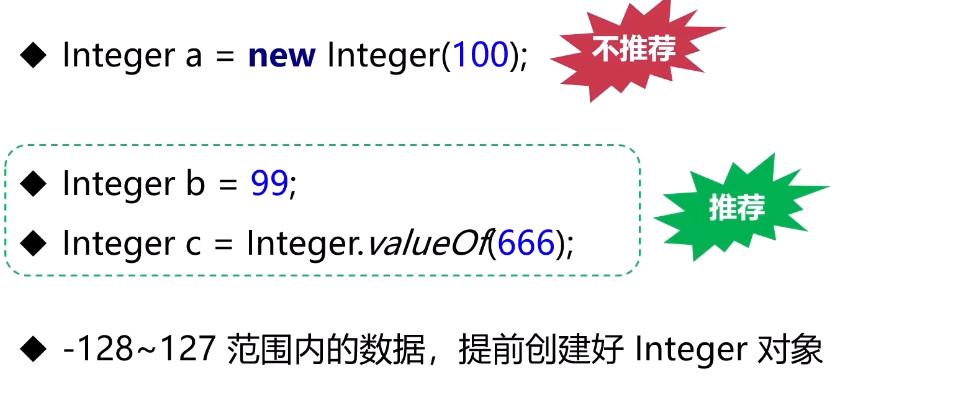 ◆ Integer a = new Integer(100);
不推荐
◆ Integer b = 99;
◆ Integer c = Integer.valueOf(666);
推荐
◆ -128~127 范围内的数据，提前创建好 Integer 对象